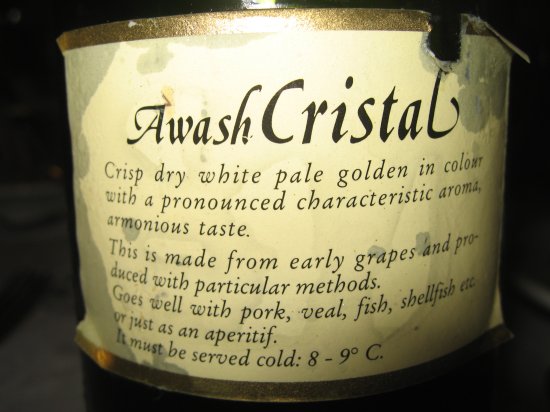 Awash Cristal
Crisp dry white pale golden in colour
with a pronounced characteristic aroma,
armonious taste.
This is made from early grapes and pro-
duced with particular methods.
Goes well with pork, veal, fish, shellfish etc.
or just as an aperitif.
It must be served cold: 8 - 9° C.